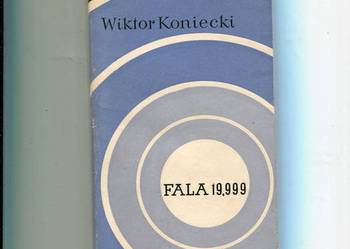 Wiktor Koniecki
FALA 19,999